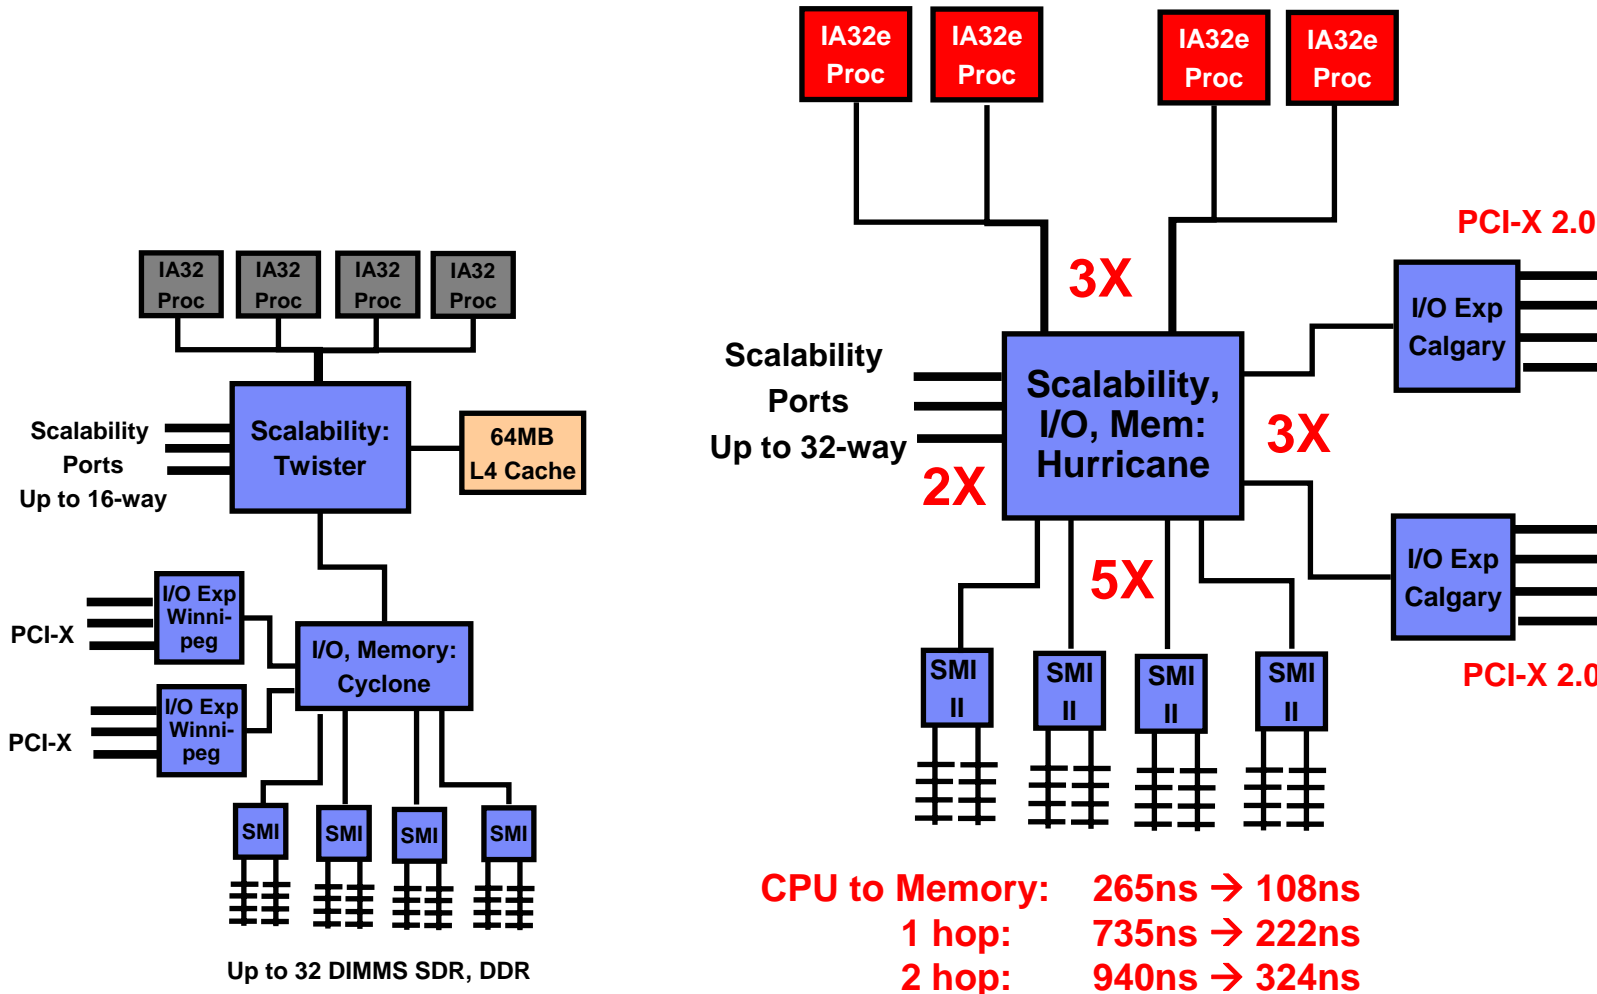 IA32e
Proc
IA32e
Proc
IA32e
Proc
IA32e
Proc
PCI-X 2.0
IA32
Proc
IA32
Proc
IA32
Proc
IA32
Proc
3X
I/O Exp
Calgary
Scalability
Ports
Up to 32-way
Scalability,
I/O, Mem:
Hurricane
3X
2X
Scalability
Ports
Up to 16-way
Scalability:
Twister
64MB
L4 Cache
5X
I/O Exp
Calgary
PCI-X 2.0
PCI-X
I/O Exp
Winni-
peg
I/O, Memory:
Cyclone
PCI-X
I/O Exp
Winni-
peg
SMI
II
SMI
II
SMI
II
SMI
II
SMI
SMI
SMI
SMI
Up to 32 DIMMS SDR, DDR
CPU to Memory: 265ns → 108ns
1 hop: 735ns → 222ns
2 hop: 940ns → 324ns